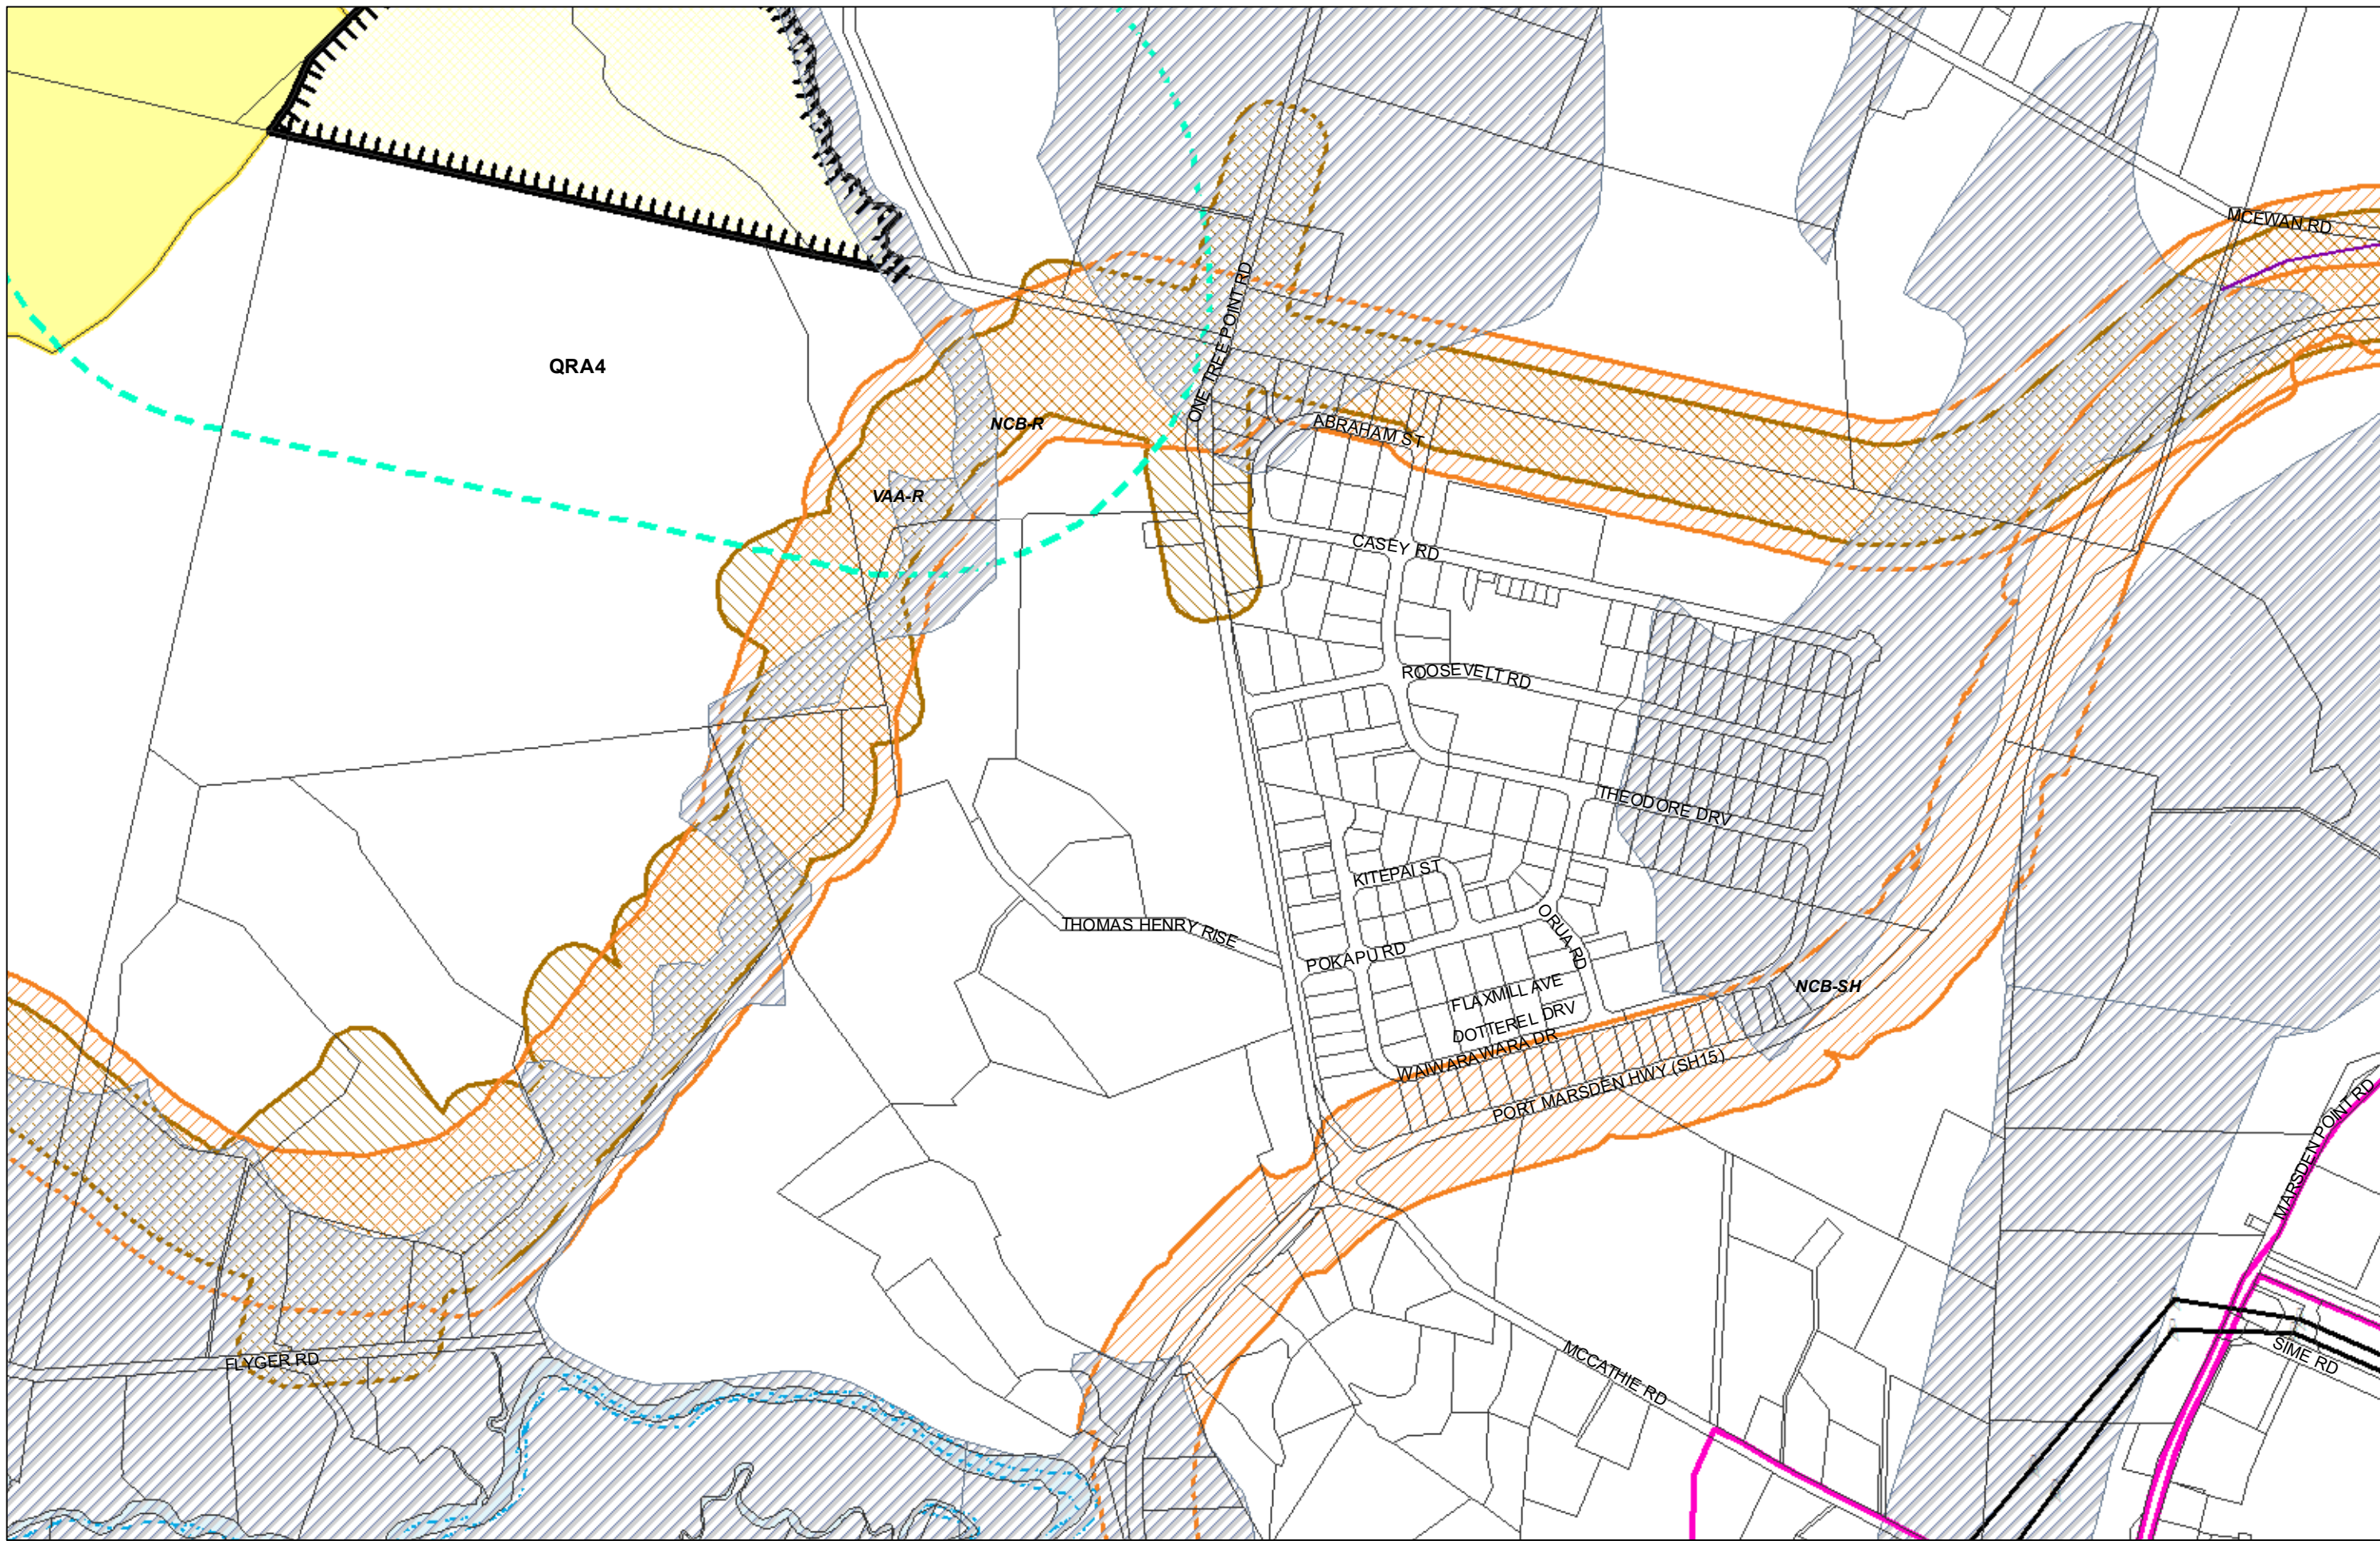 MCEWAN RD
ONE TREE POINT RD
QRA4
NCB-R
ABRAHAM ST
VAA-R
CASEY RD
ROOSEVELT RD
THEODORE DRV
KITEPAI ST
THOMAS HENRY RISE
ORUA RD
POKAPU RD
NCB-SH
FLAXMILL AVE
DOTTEREL DRV
WAIWARAWARA DR
PORT MARSDEN HWY (SH15)
MARSDEN POINT RD
FLYGER RD
MCCATHIE RD
SIME RD